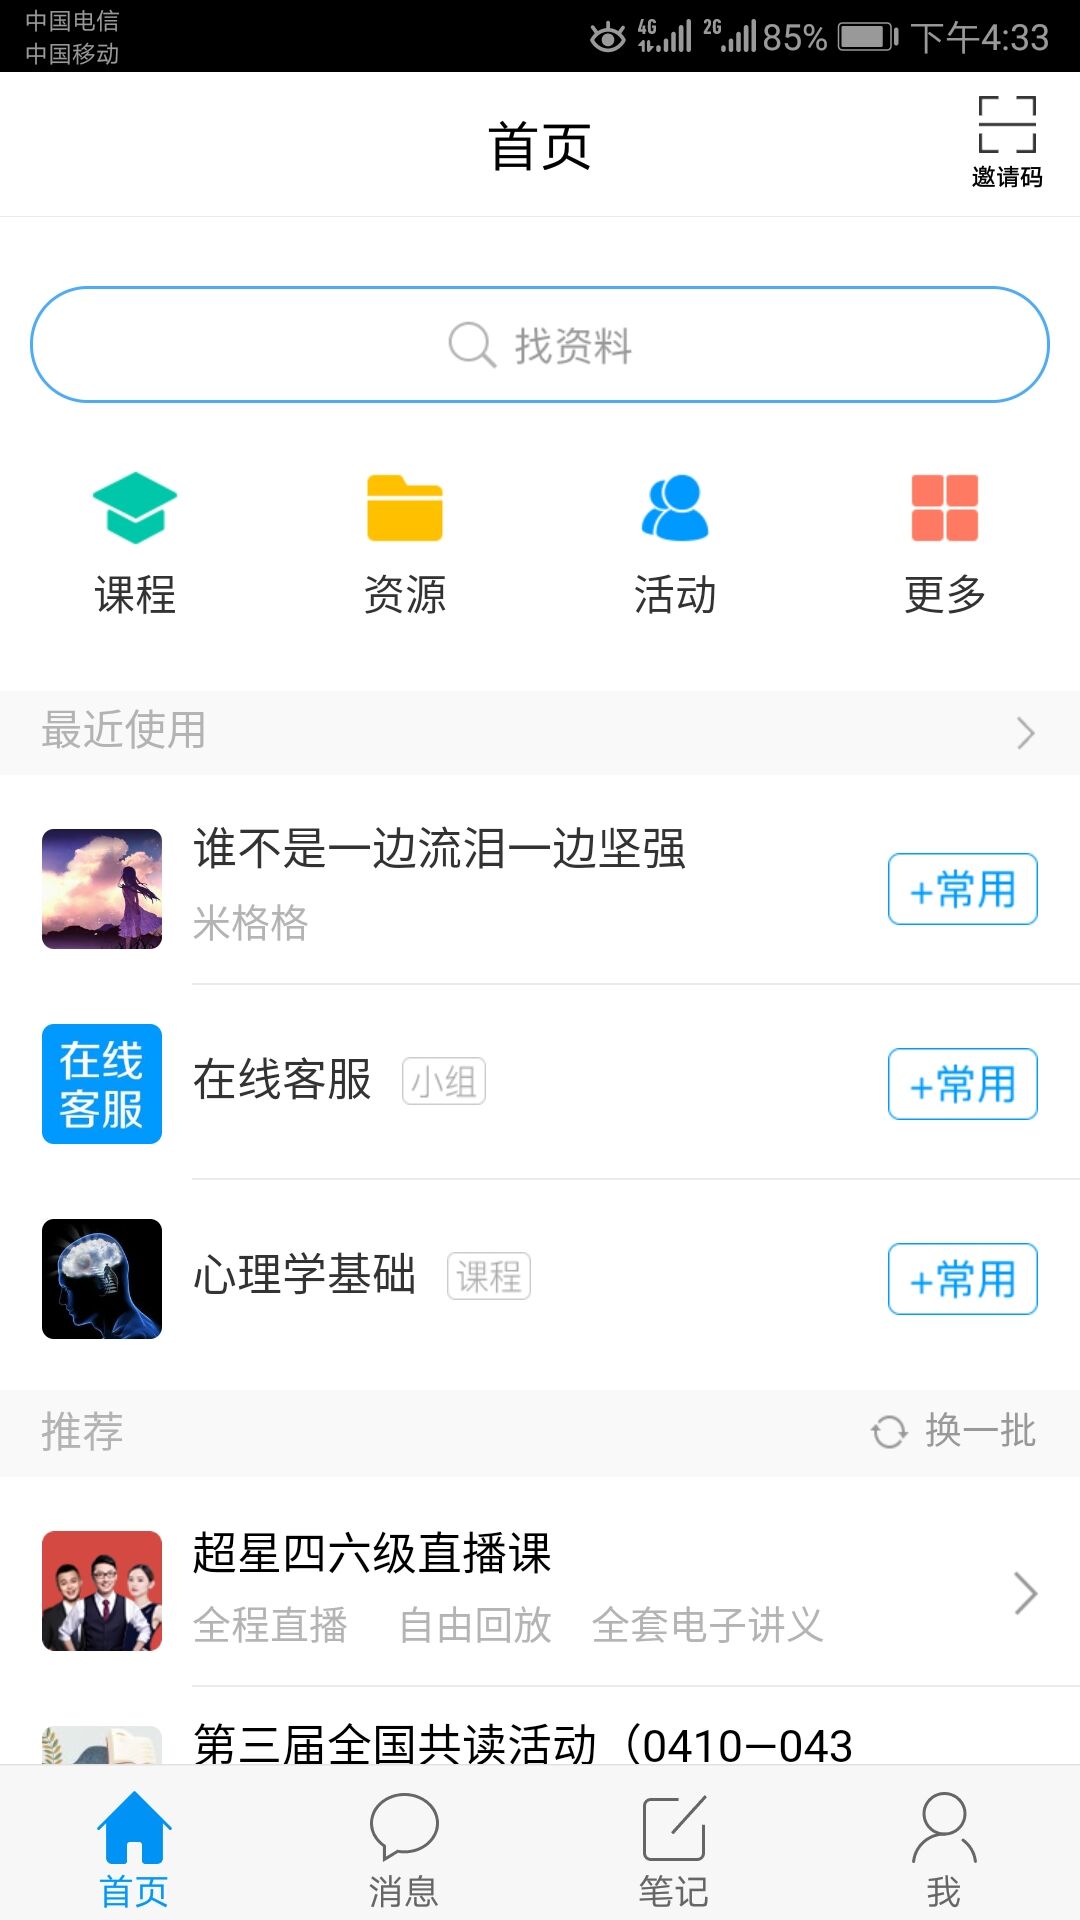 中国电信
中国移动
4G 2G 85% 下午4:33
首页
邀请码
找资料
课程 资源 活动 更多
最近使用
谁不是一边流泪一边坚强
米格格
+常用
在线
客服
在线客服 小组
+常用
心理学基础 课程
+常用
推荐 换一批
超星四六级直播课
全程直播 自由回放 全套电子讲义
第三届全国共读活动（0410—043
首页 消息 笔记 我